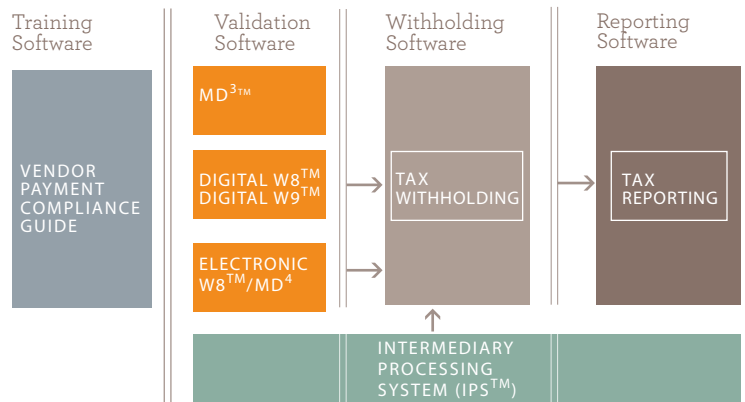 Training
Software
Validation
Software
Withholding
Software
Reporting
Software
VENDOR
PAYMENT
COMPLIANCE
GUIDE
MD³™
DIGITAL W8™
DIGITAL W9™
ELECTRONIC
W8™/MD⁴
TAX
WITHHOLDING
TAX
REPORTING
INTERMEDIARY
PROCESSING
SYSTEM (IPS™)